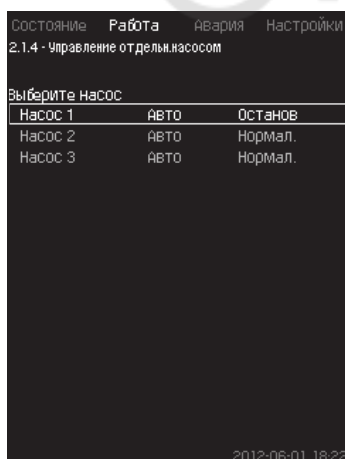 Состояние Работа Авария Настройки
2.1.4 - Управление отдельн.насосом
Выберите насос
Насос 1 Авто Останов
Насос 2 Авто Нормал.
Насос 3 Авто Нормал.
2012-06-01 18:22